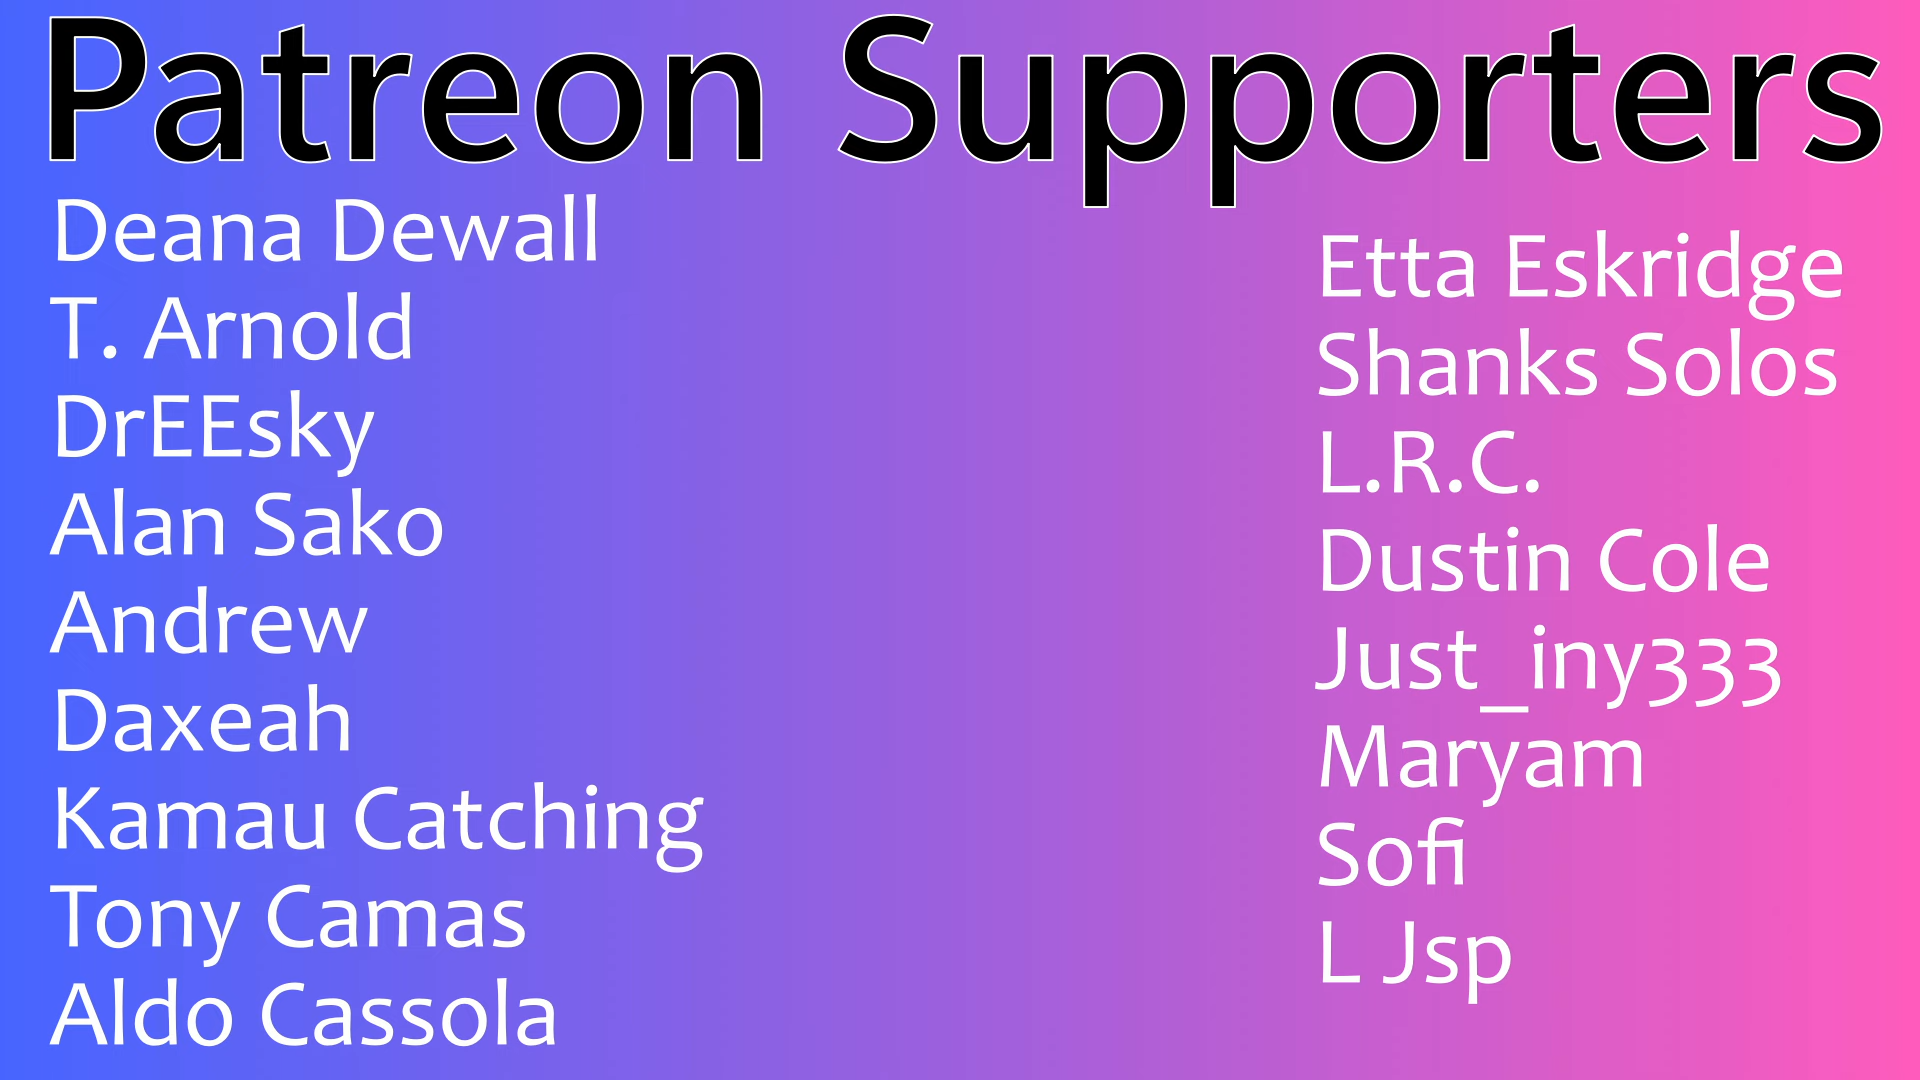 Patreon Supporters
Deana Dewall
T. Arnold
DrEEsky
Alan Sako
Andrew
Daxeah
Kamau Catching
Tony Camas
Aldo Cassola
Etta Eskridge
Shanks Solos
L.R.C.
Dustin Cole
Just_iny333
Maryam
Sofi
L Jsp